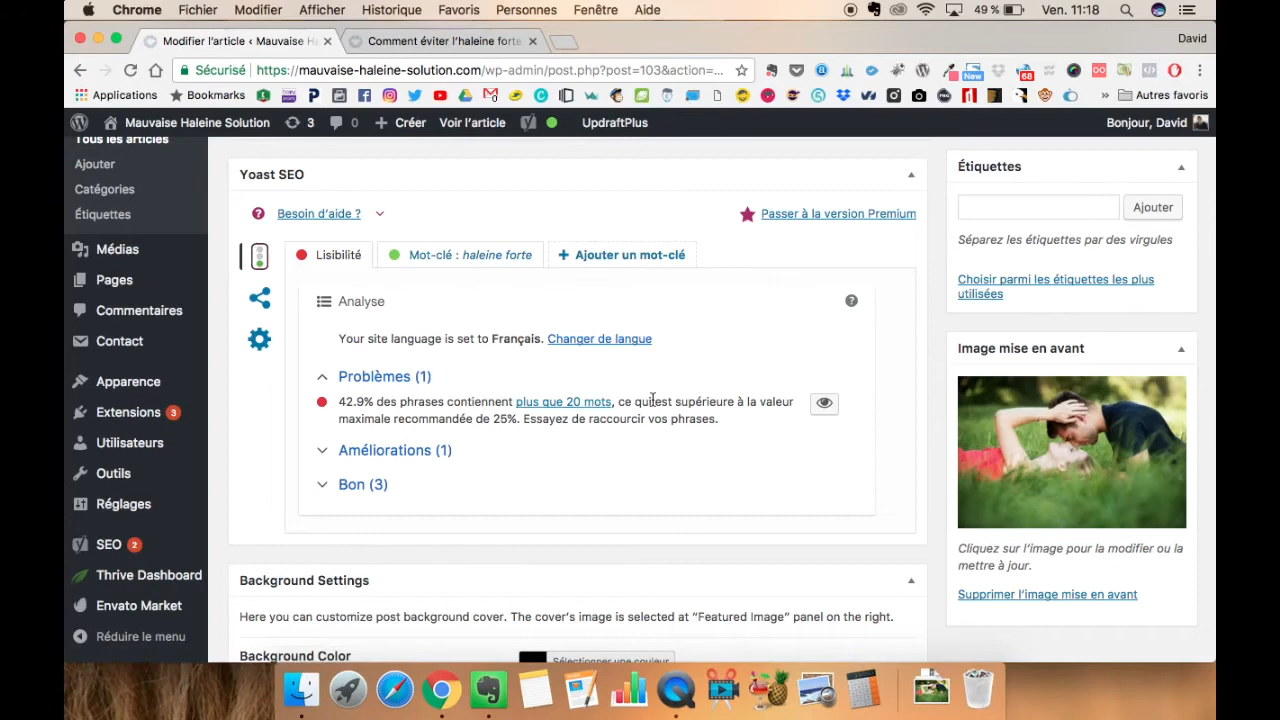 Chrome Fichier Modifier Afficher Historique Favoris Personnes Fenêtre Aide 49 % Ven. 11:18
Modifier l'article ‹ Mauvaise Ha Comment éviter l'haleine forte David
Sécurisé https://mauvaise-haleine-solution.com/wp-admin/post.php?post=103&action=... New 68
Applications Bookmarks » Autres favoris
Mauvaise Haleine Solution 3 0 Créer Voir l'article UpdraftPlus Bonjour, David
Tous les articles
Ajouter
Catégories
Étiquettes
Médias
Pages
Commentaires
Contact
Apparence
Extensions 3
Utilisateurs
Outils
Réglages
SEO 2
Thrive Dashboard
Envato Market
Réduire le menu
Yoast SEO
Besoin d'aide ? Passer à la version Premium
Lisibilité Mot-clé : haleine forte + Ajouter un mot-clé
Analyse
Your site language is set to Français. Changer de langue
Problèmes (1)
42.9% des phrases contiennent plus que 20 mots, ce qui est supérieure à la valeur
maximale recommandée de 25%. Essayez de raccourcir vos phrases.
Améliorations (1)
Bon (3)
Background Settings
Here you can customize post background cover. The cover's image is selected at "Featured Image" panel on the right.
Background Color Sélectionner une couleur
Étiquettes
Ajouter
Séparez les étiquettes par des virgules
Choisir parmi les étiquettes les plus
utilisées
Image mise en avant
Cliquez sur l'image pour la modifier ou la
mettre à jour.
Supprimer l'image mise en avant